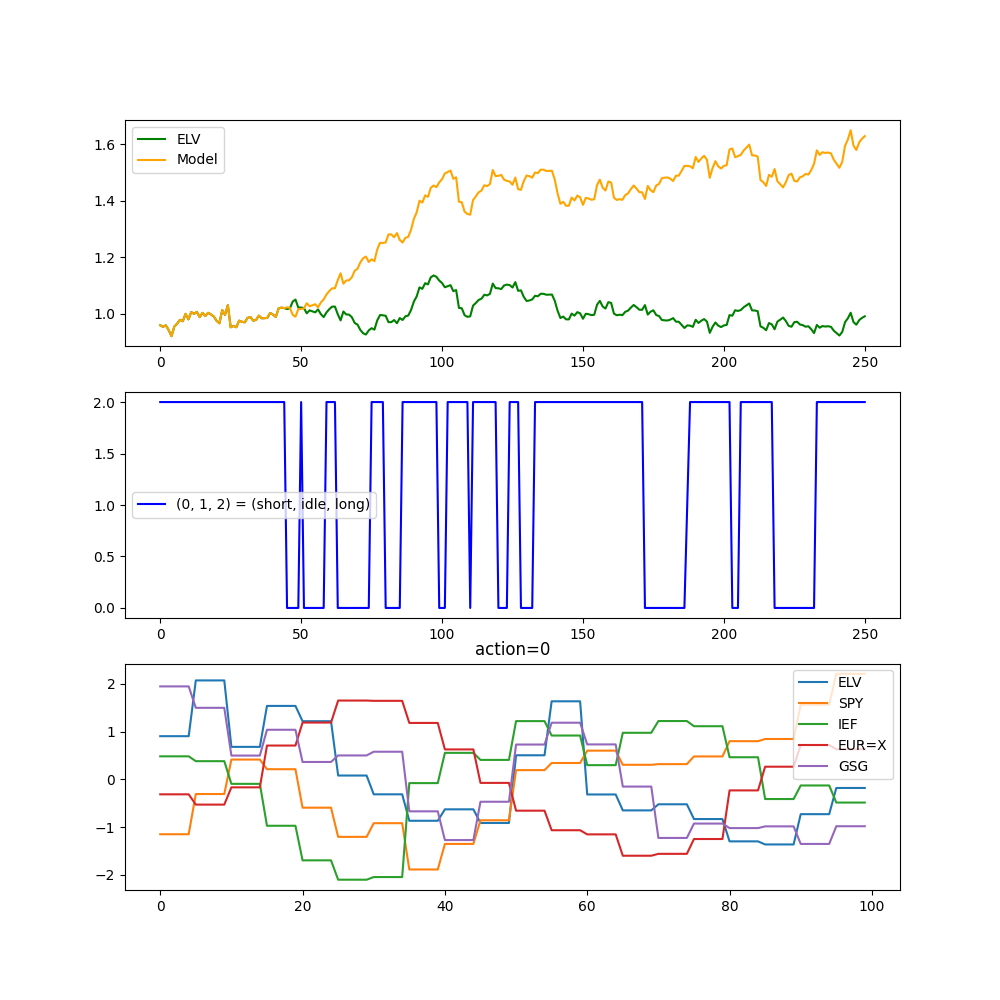 ELV
Model
1.6
1.4
1.2
1.0
0 50 100 150 200 250
2.0
1.5
1.0
0.5
0.0
(0, 1, 2) = (short, idle, long)
0 50 100 150 200 250
action=0
2
1
0
−1
−2
ELV
SPY
IEF
EUR=X
GSG
0 20 40 60 80 100